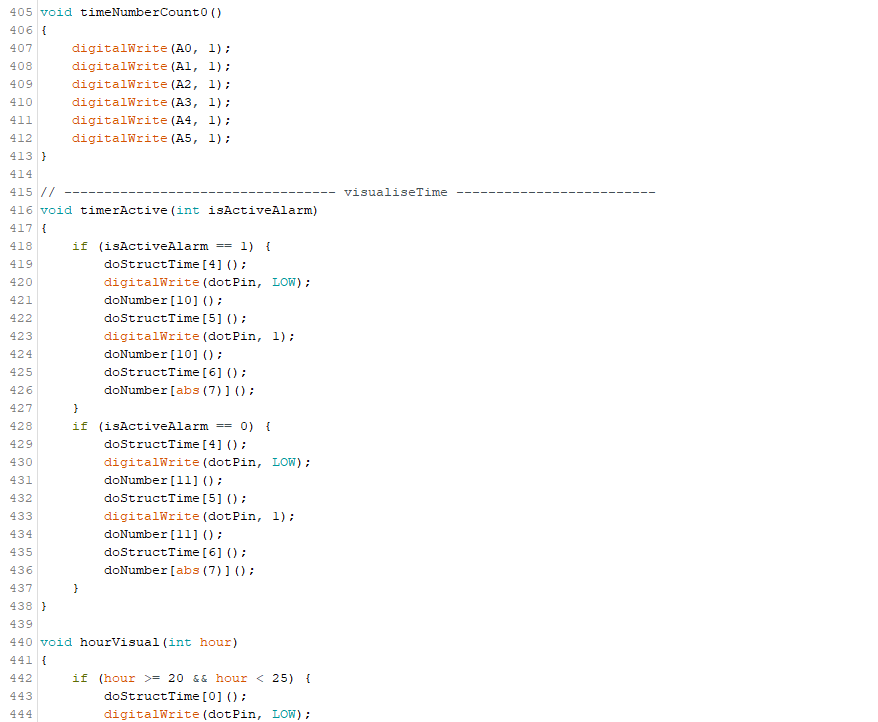 405 void timeNumberCount0()
406 {
407     digitalWrite(A0, 1);
408     digitalWrite(A1, 1);
409     digitalWrite(A2, 1);
410     digitalWrite(A3, 1);
411     digitalWrite(A4, 1);
412     digitalWrite(A5, 1);
413 }
414
415 // ---------------------------------- visualiseTime -------------------------
416 void timerActive(int isActiveAlarm)
417 {
418     if (isActiveAlarm == 1) {
419         doStructTime[4]();
420         digitalWrite(dotPin, LOW);
421         doNumber[10]();
422         doStructTime[5]();
423         digitalWrite(dotPin, 1);
424         doNumber[10]();
425         doStructTime[6]();
426         doNumber[abs(7)]();
427     }
428     if (isActiveAlarm == 0) {
429         doStructTime[4]();
430         digitalWrite(dotPin, LOW);
431         doNumber[11]();
432         doStructTime[5]();
433         digitalWrite(dotPin, 1);
434         doNumber[11]();
435         doStructTime[6]();
436         doNumber[abs(7)]();
437     }
438 }
439
440 void hourVisual(int hour)
441 {
442     if (hour >= 20 && hour < 25) {
443         doStructTime[0]();
444         digitalWrite(dotPin, LOW);